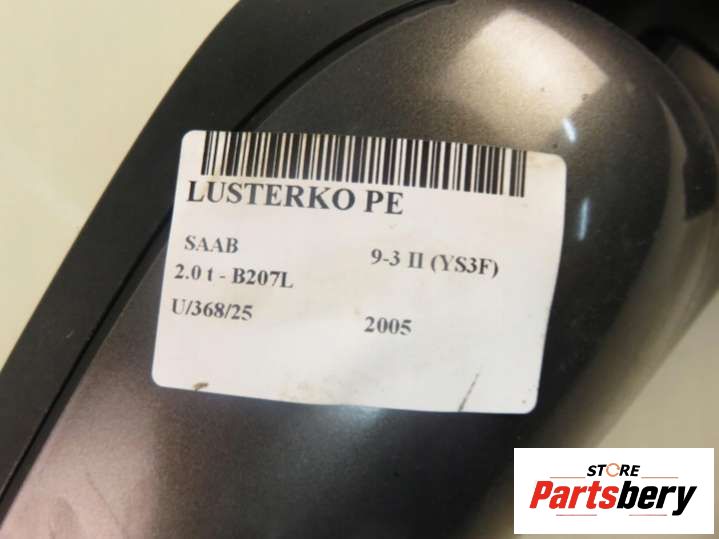 LUSTERKO PE
SAAB 9-3 II (YS3F)
2.0 t - B207L
U/368/25 2005
STORE
Partsbery